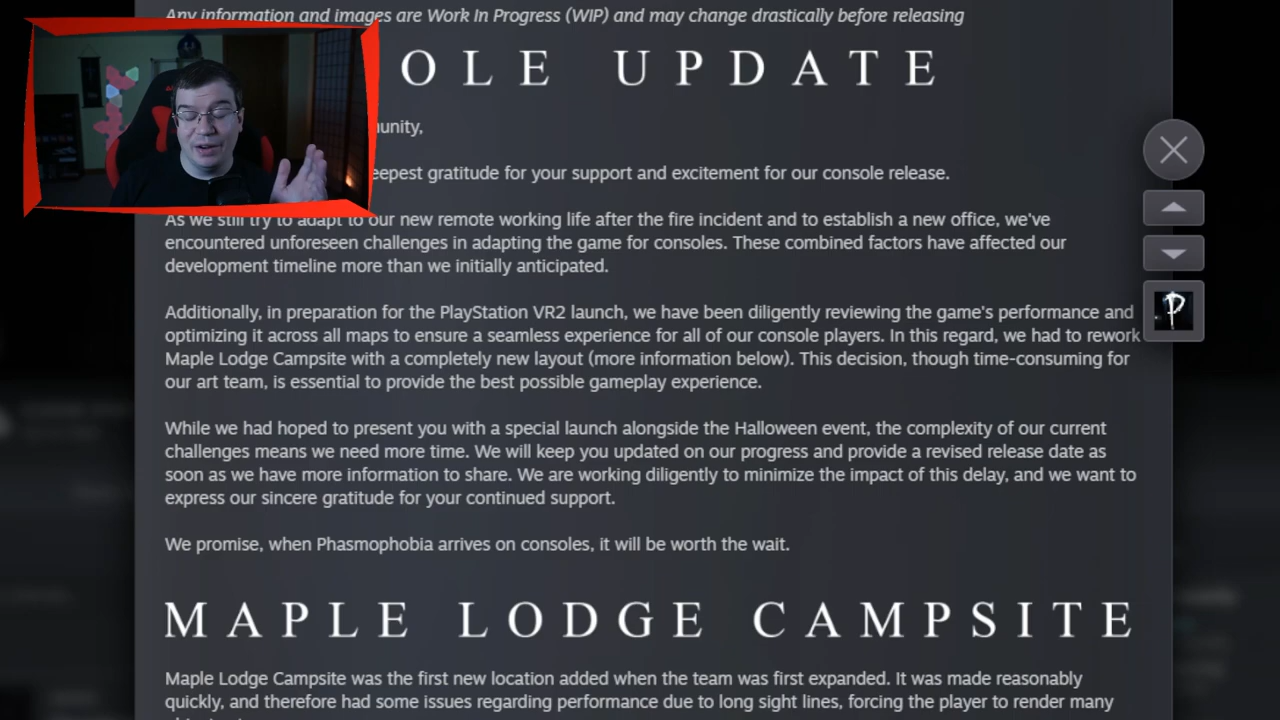 Any information and images are Work In Progress (WIP) and may change drastically before releasing
OLE UPDATE
unity,
eepest gratitude for your support and excitement for our console release.
As we still try to adapt to our new remote working life after the fire incident and to establish a new office, we've
encountered unforeseen challenges in adapting the game for consoles. These combined factors have affected our
development timeline more than we initially anticipated.
Additionally, in preparation for the PlayStation VR2 launch, we have been diligently reviewing the game's performance and
optimizing it across all maps to ensure a seamless experience for all of our console players. In this regard, we had to rework
Maple Lodge Campsite with a completely new layout (more information below). This decision, though time-consuming for
our art team, is essential to provide the best possible gameplay experience.
While we had hoped to present you with a special launch alongside the Halloween event, the complexity of our current
challenges means we need more time. We will keep you updated on our progress and provide a revised release date as
soon as we have more information to share. We are working diligently to minimize the impact of this delay, and we want to
express our sincere gratitude for your continued support.
We promise, when Phasmophobia arrives on consoles, it will be worth the wait.
MAPLE LODGE CAMPSITE
Maple Lodge Campsite was the first new location added when the team was first expanded. It was made reasonably
quickly, and therefore had some issues regarding performance due to long sight lines, forcing the player to render many